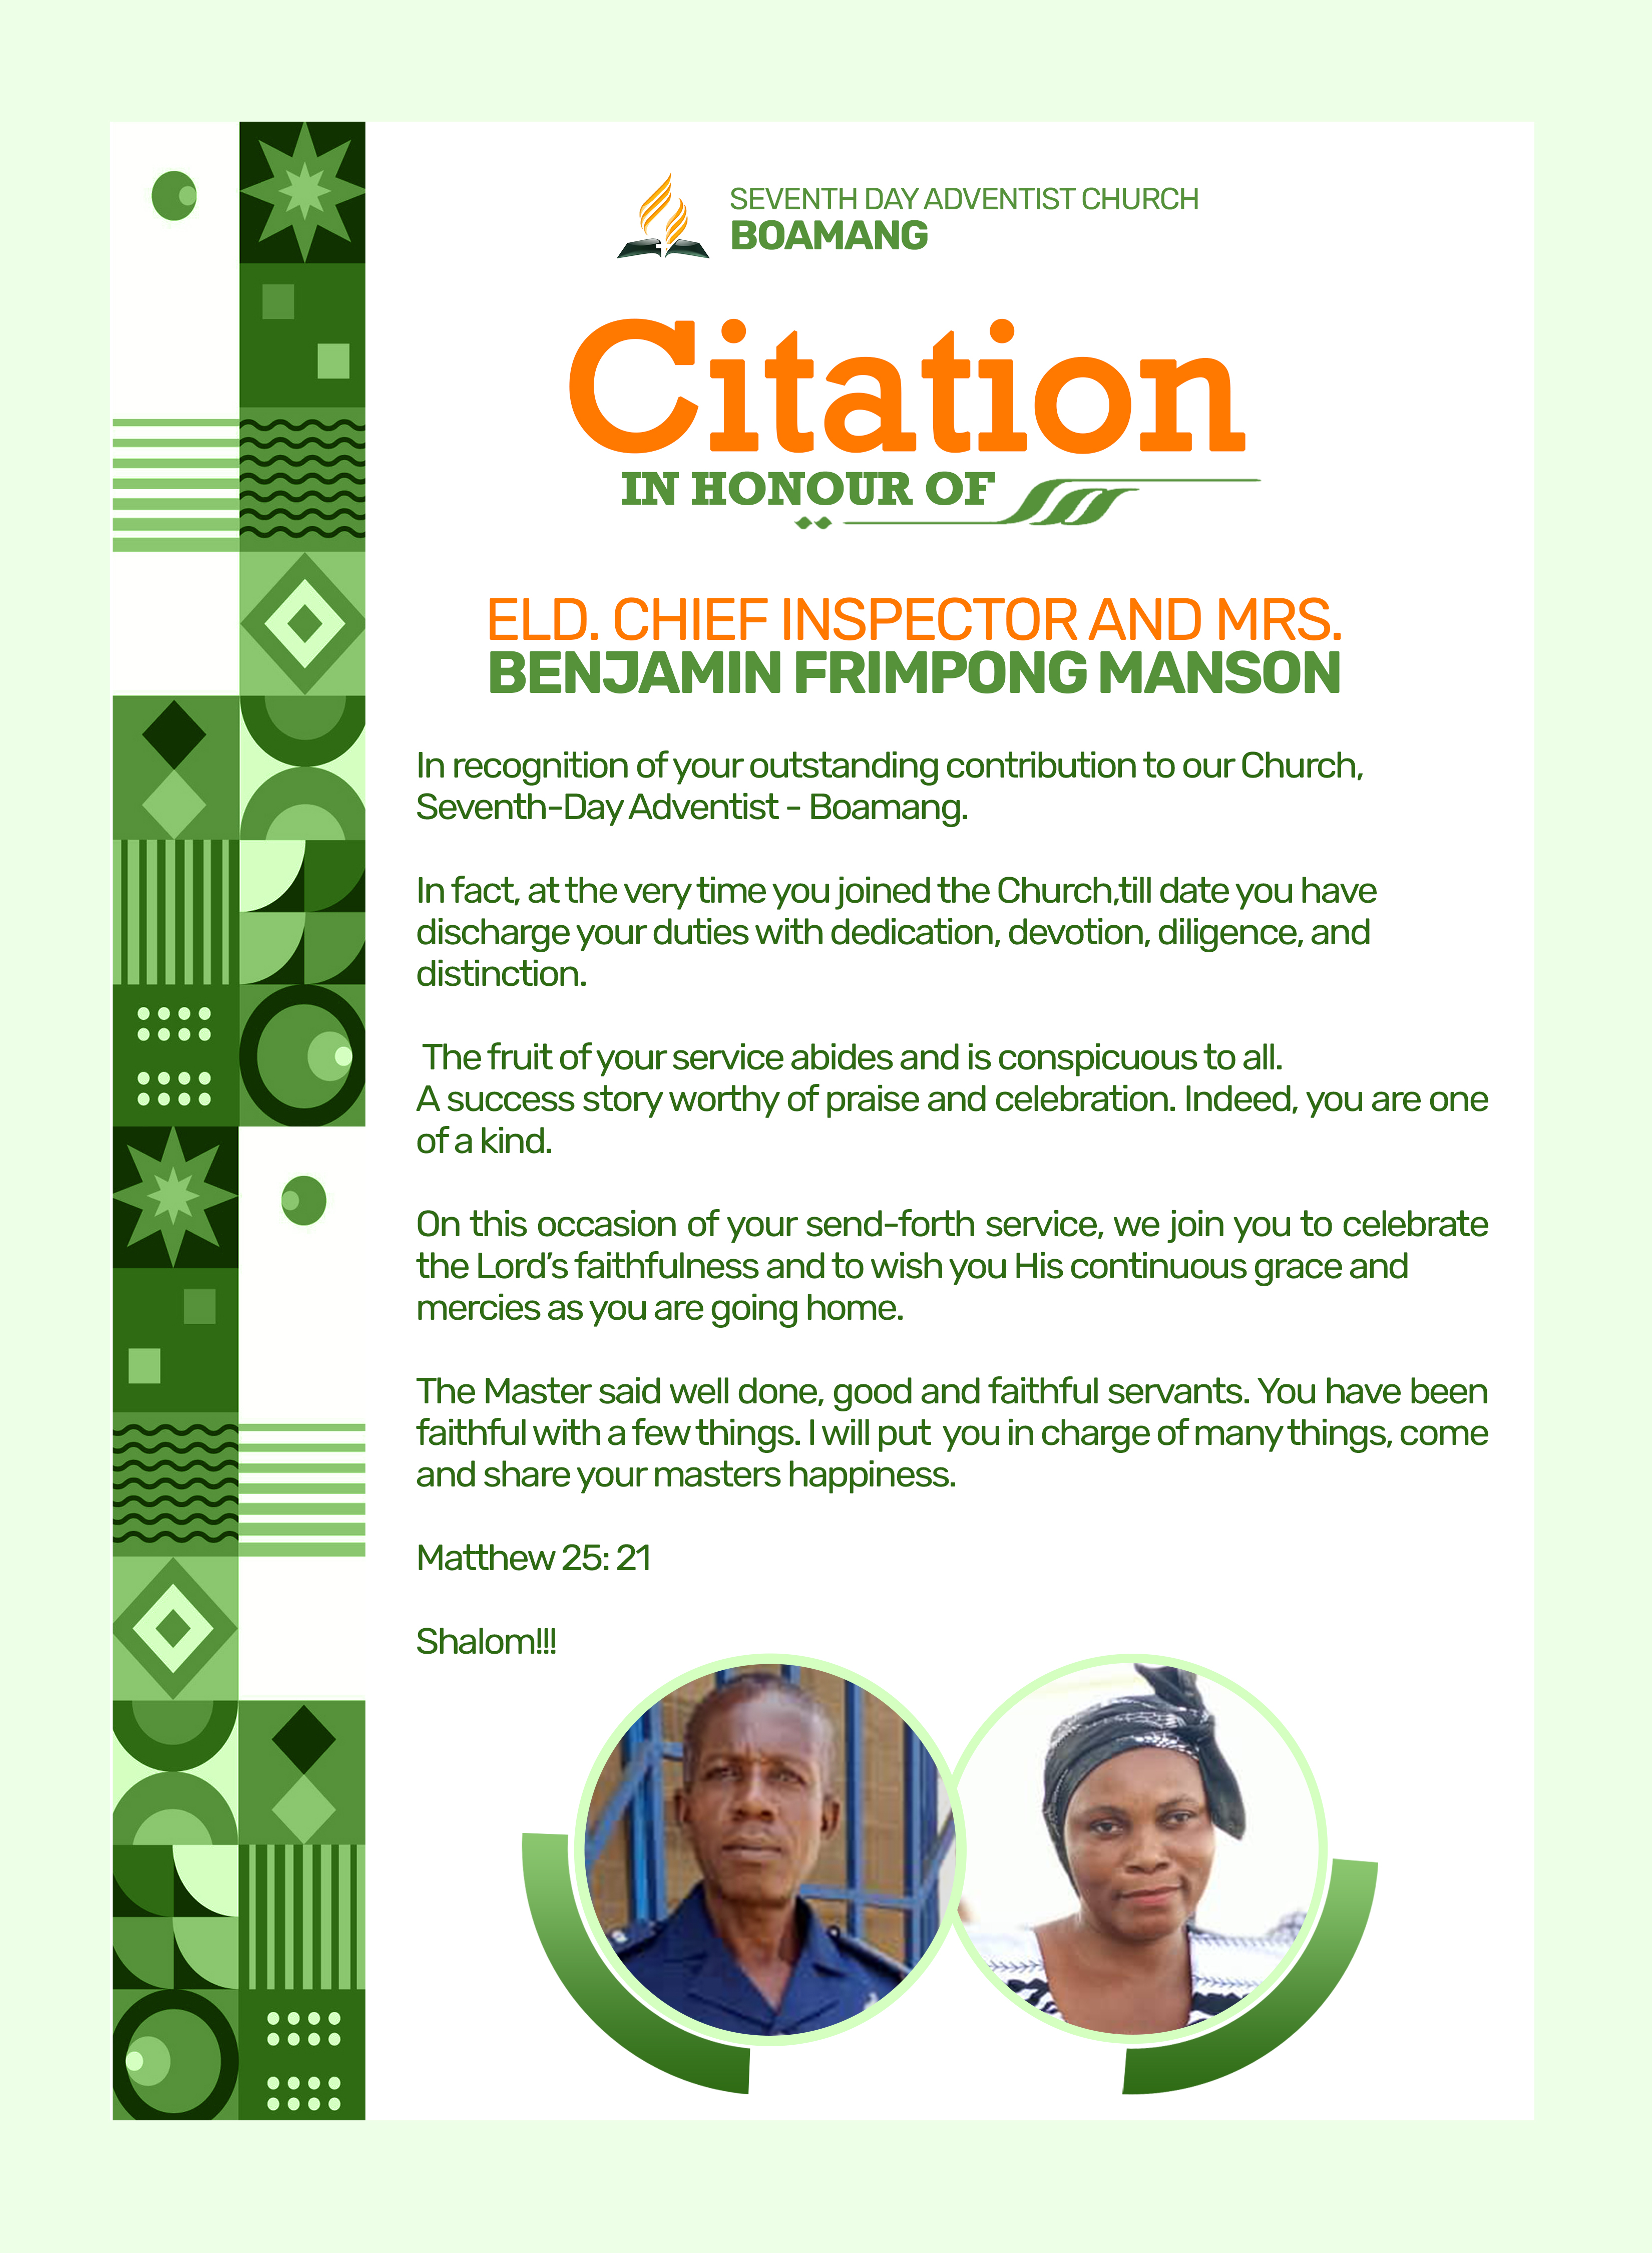 SEVENTH DAY ADVENTIST CHURCH
BOAMANG
Citation
IN HONOUR OF
ELD. CHIEF INSPECTOR AND MRS.
BENJAMIN FRIMPONG MANSON
In recognition of your outstanding contribution to our Church,
Seventh-Day Adventist - Boamang.
In fact, at the very time you joined the Church,till date you have
discharge your duties with dedication, devotion, diligence, and
distinction.
The fruit of your service abides and is conspicuous to all.
A success story worthy of praise and celebration. Indeed, you are one
of a kind.
On this occasion of your send-forth service, we join you to celebrate
the Lord's faithfulness and to wish you His continuous grace and
mercies as you are going home.
The Master said well done, good and faithful servants. You have been
faithful with a few things. I will put you in charge of many things, come
and share your masters happiness.
Matthew 25: 21
Shalom!!!